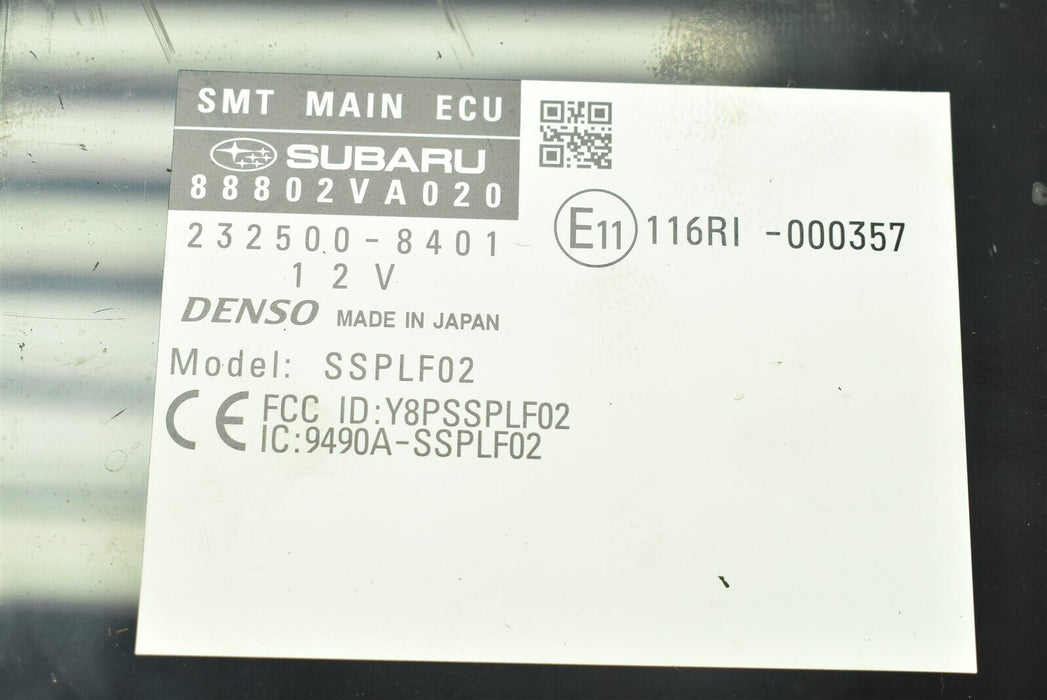 SMT MAIN ECU
SUBARU
88802VA020
232500-8401
12V
DENSO MADE IN JAPAN
Model: SSPLF02
CE FCC ID:Y8PSSPLF02
IC:9490A-SSPLF02
E11 116RI -000357